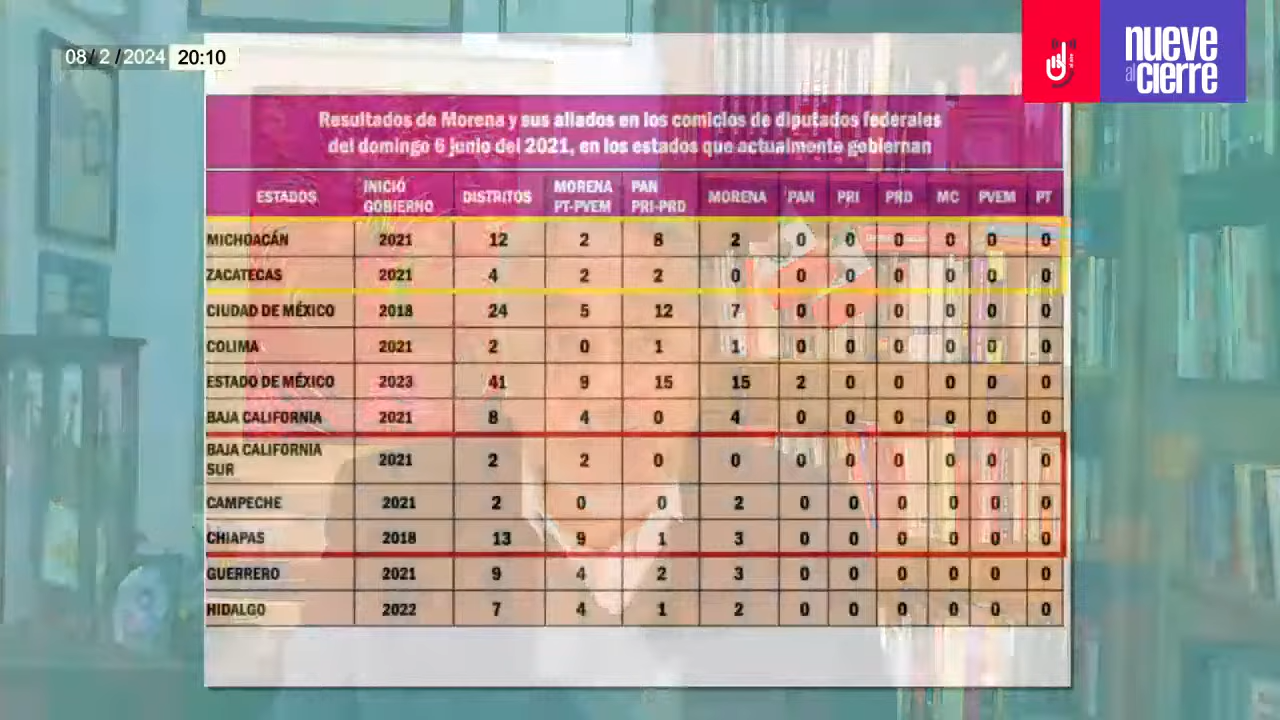 08/2/2024 20:10
nueve
al cierre
Resultados de Morena y sus aliados en los comicios de diputados federales
del domingo 6 junio del 2021, en los estados que actualmente gobiernan
ESTADOS INICIÓ GOBIERNO DISTRITOS MORENA PT-PVEM PAN PRI-PRD MORENA PAN PRI PRD MC PVEM PT
MICHOACÁN 2021 12 2 8 2 0 0 0 0 0 0
ZACATECAS 2021 4 2 2 0 0 0 0 0 0 0
CIUDAD DE MÉXICO 2018 24 5 12 7 0 0 0 0 0 0
COLIMA 2021 2 0 1 1 0 0 0 0 0 0
ESTADO DE MÉXICO 2023 41 9 15 15 2 0 0 0 0 0
BAJA CALIFORNIA 2021 8 4 0 4 0 0 0 0 0 0
BAJA CALIFORNIA SUR 2021 2 2 0 0 0 0 0 0 0 0
CAMPECHE 2021 2 0 0 2 0 0 0 0 0 0
CHIAPAS 2018 13 9 1 3 0 0 0 0 0 0
GUERRERO 2021 9 4 2 3 0 0 0 0 0 0
HIDALGO 2022 7 4 1 2 0 0 0 0 0 0